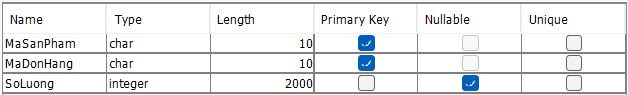 Name Type Length Primary Key Nullable Unique
MaSanPham char 10
MaDonHang char 10
SoLuong integer 2000